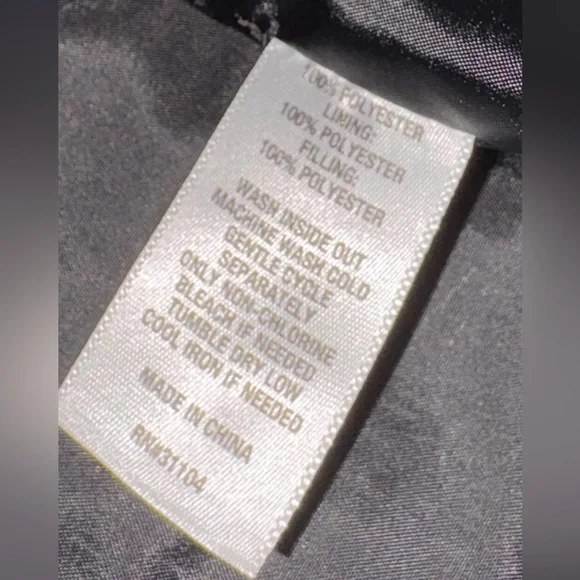 100% POLYESTER
LINING:
100% POLYESTER
FILLING:
100% POLYESTER
WASH INSIDE OUT
MACHINE WASH COLD
GENTLE CYCLE
SEPARATELY
ONLY NON-CHLORINE
BLEACH IF NEEDED
TUMBLE DRY LOW
COOL IRON IF NEEDED
MADE IN CHINA
RN#31104